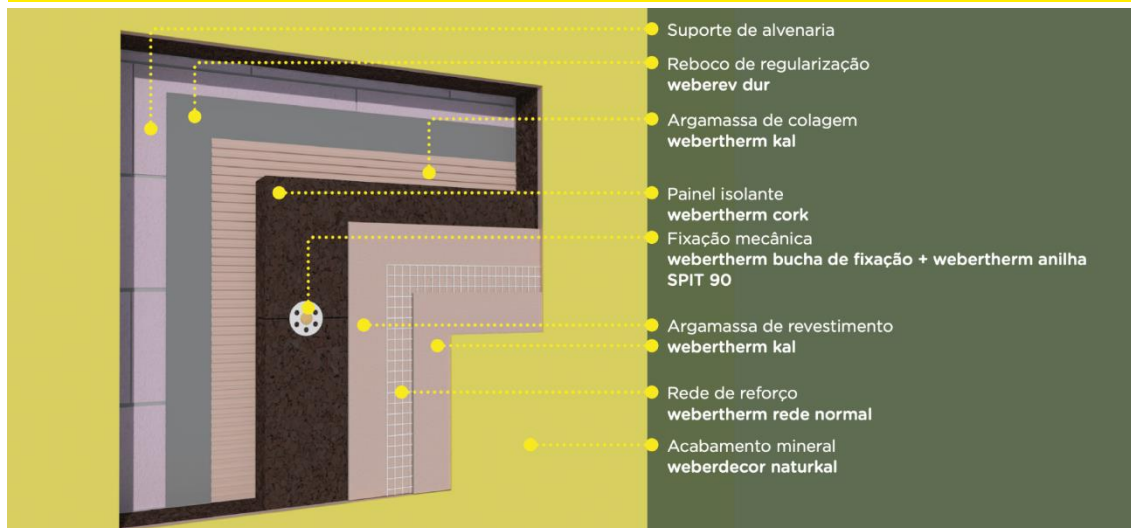 Suporte de alvenaria
Reboco de regularização
weberev dur
Argamassa de colagem
webertherm kal
Painel isolante
webertherm cork
Fixação mecânica
webertherm bucha de fixação + webertherm anilha
SPIT 90
Argamassa de revestimento
webertherm kal
Rede de reforço
webertherm rede normal
Acabamento mineral
weberdecor naturkal